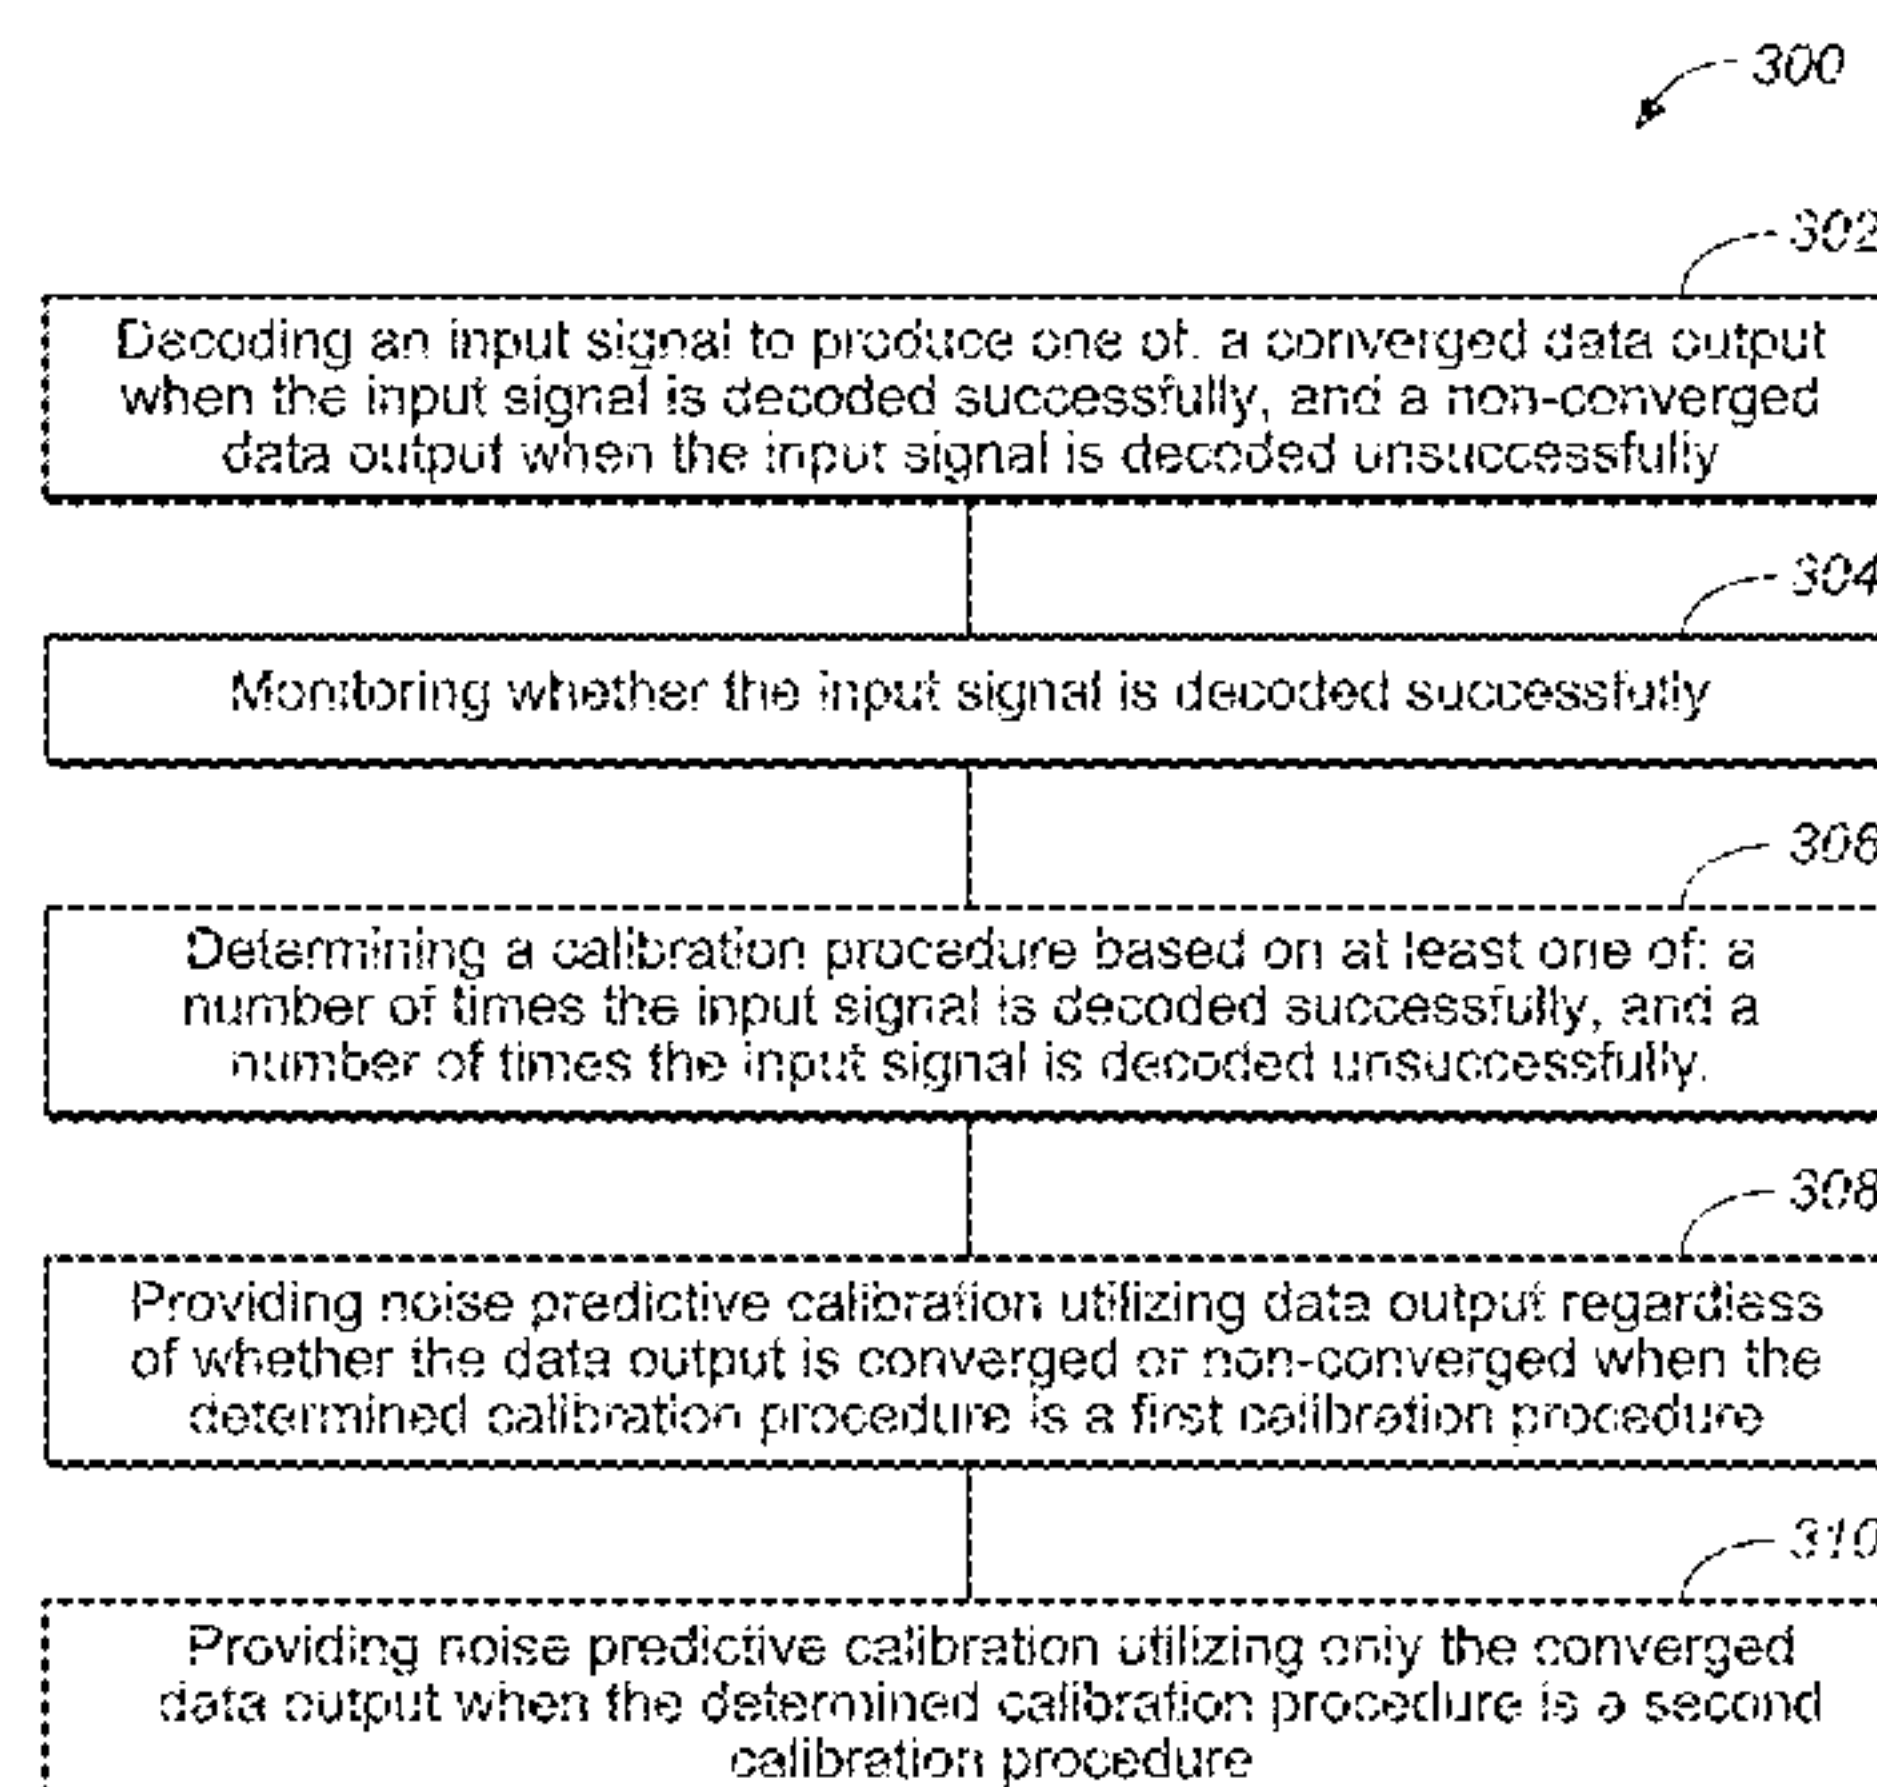 300
302
Decoding an input signal to produce one of: a converged data output
when the input signal is decoded successfully, and a non-converged
data output when the input signal is decoded unsuccessfully
304
Monitoring whether the input signal is decoded successfully
306
Determining a calibration procedure based on at least one of: a
number of times the input signal is decoded successfully, and a
number of times the input signal is decoded unsuccessfully.
308
Providing noise predictive calibration utilizing data output regardless
of whether the data output is converged or non-converged when the
determined calibration procedure is a first calibration procedure
310
Providing noise predictive calibration utilizing only the converged
data output when the determined calibration procedure is a second
calibration procedure